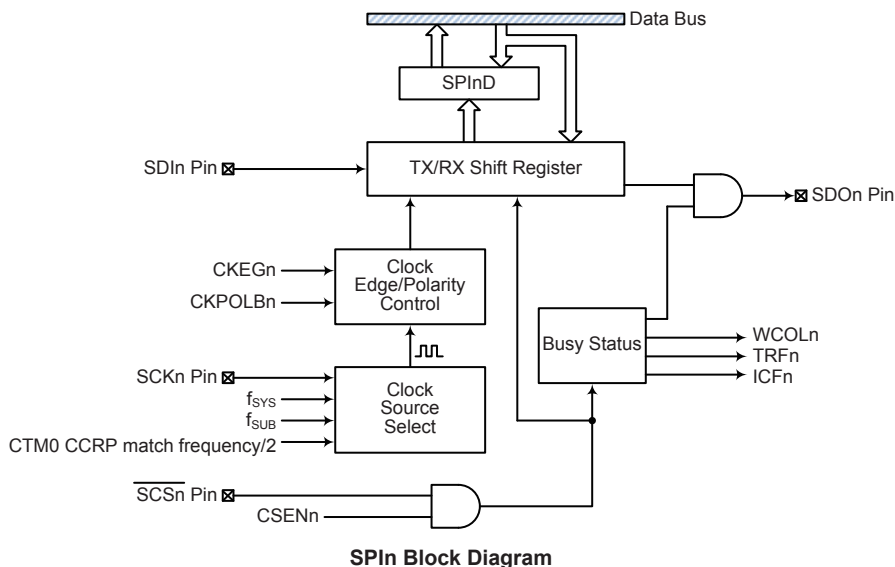 Data Bus
SPInD
SDIn Pin
TX/RX Shift Register
SDOn Pin
CKEGn
CKPOLBn
Clock
Edge/Polarity
Control
Busy Status
WCOLn
TRFn
ICFn
SCKn Pin
fSYS
fSUB
CTM0 CCRP match frequency/2
Clock
Source
Select
SCSn Pin
CSENn
SPIn Block Diagram